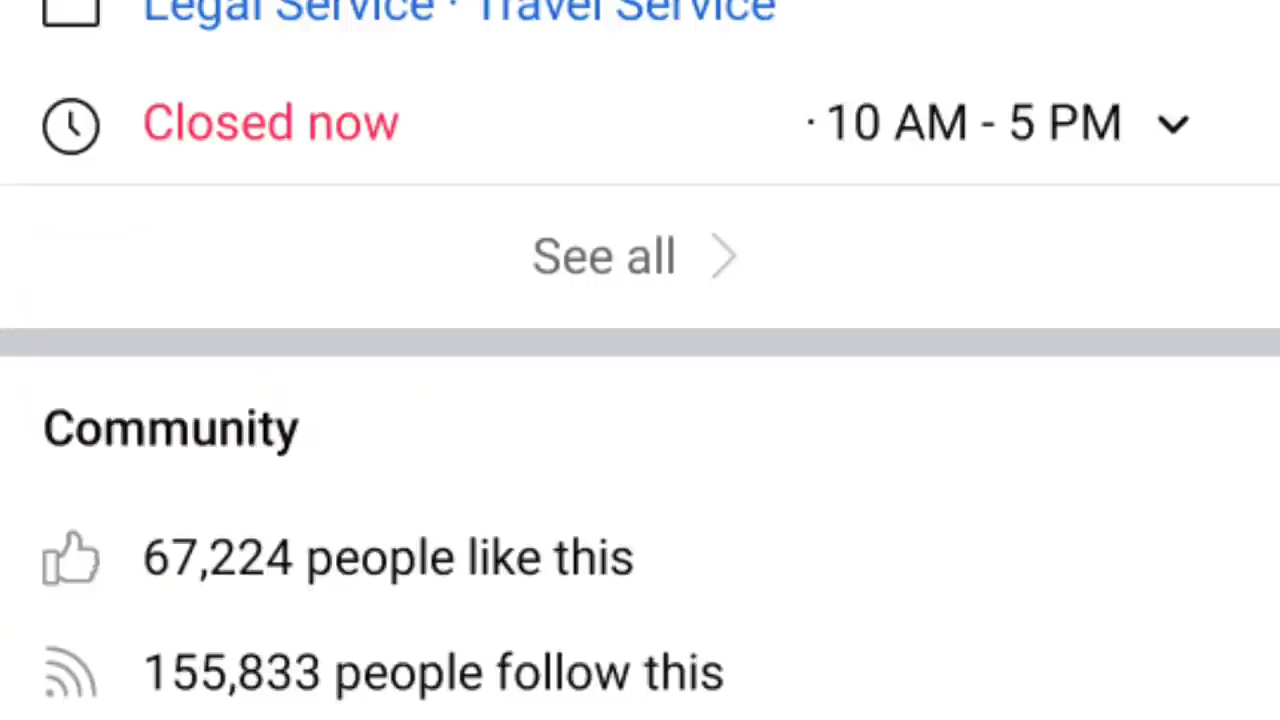 Legal Service · Travel Service
Closed now · 10 AM - 5 PM
See all
Community
67,224 people like this
155,833 people follow this